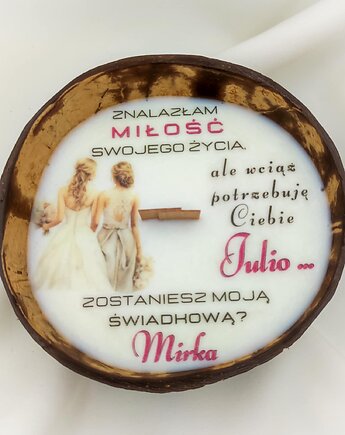 ZNALAZŁAM
MIŁOŚĆ
SWOJEGO ŻYCIA,
ale wciąż
potrzebuję
Ciebie
Julio ...
ZOSTANIESZ MOJĄ
ŚWIADKOWĄ?
Mirka